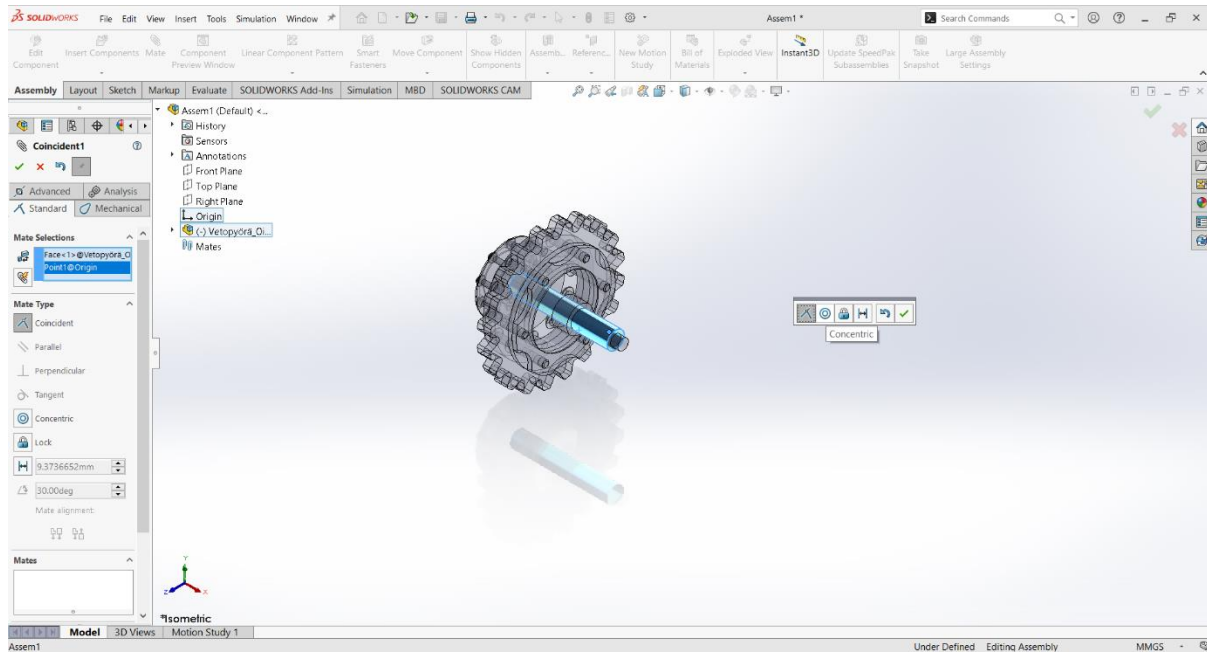 SOLIDWORKS File Edit View Insert Tools Simulation Window Assem1 * Search Commands
Edit Component Insert Components Mate Component Preview Window Linear Component Pattern Smart Fasteners Move Component Show Hidden Components Assemb... Referenc... New Motion Study Bill of Materials Exploded View Instant3D Update SpeedPak Subassemblies Take Snapshot Large Assembly Settings
Assembly Layout Sketch Markup Evaluate SOLIDWORKS Add-Ins Simulation MBD SOLIDWORKS CAM
Assem1 (Default) <...
History
Sensors
Annotations
Front Plane
Top Plane
Right Plane
Origin
(-) Vetopyörä_Oi...
Mates
Coincident1
Advanced Analysis
Standard Mechanical
Mate Selections
Face<1>@Vetopyörä_O
Point1@Origin
Mate Type
Coincident
Parallel
Perpendicular
Tangent
Concentric
Lock
9.3736652mm
30.00deg
Mate alignment:
Mates
Concentric
Y
Z
X
*Isometric
Model 3D Views Motion Study 1
Assem1 Under Defined Editing Assembly MMGS